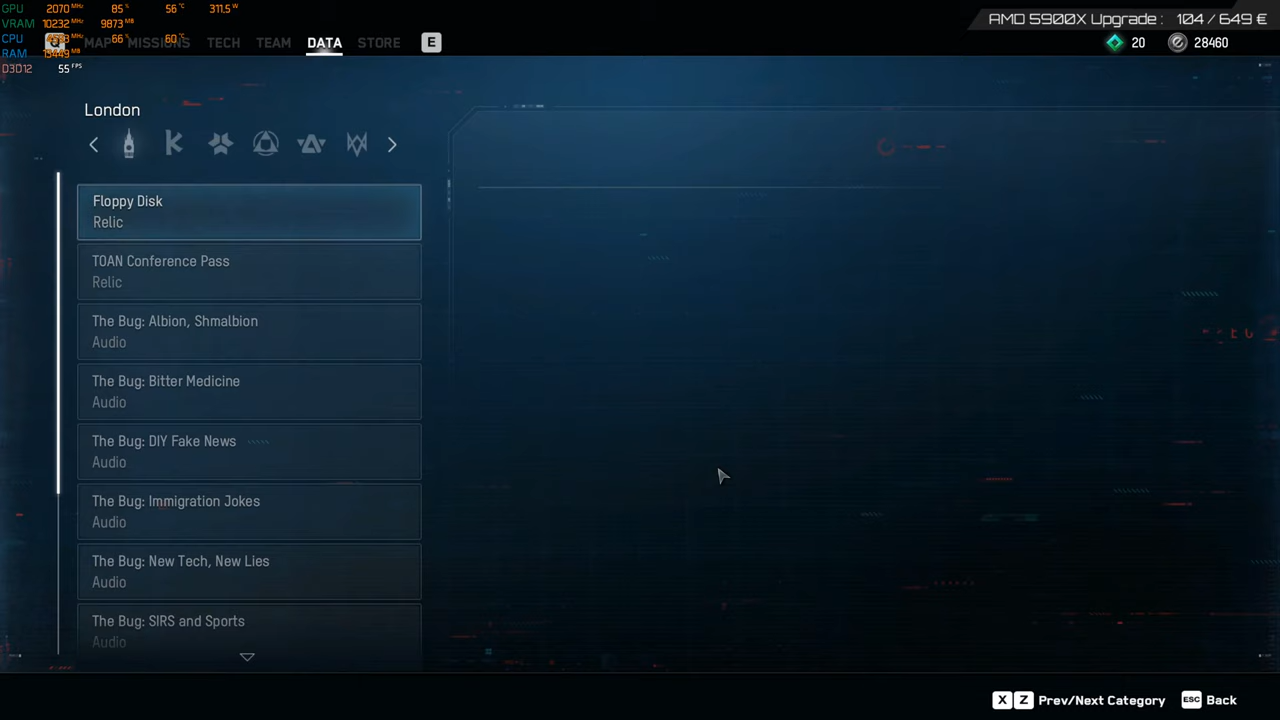 GPU 2070 MHz 85 % 56 °C 311.5 W
VRAM 10232 MHz 9873 MB
CPU MHz 66 % 60 °C
RAM 13449 MB
D3D12 55 FPS
AMD 5900X Upgrade : 104 / 649 €
MAP MISSIONS TECH TEAM DATA STORE E
20 28460
London
Floppy Disk
Relic
TOAN Conference Pass
Relic
The Bug: Albion, Shmalbion
Audio
The Bug: Bitter Medicine
Audio
The Bug: DIY Fake News
Audio
The Bug: Immigration Jokes
Audio
The Bug: New Tech, New Lies
Audio
The Bug: SIRS and Sports
Audio
X Z Prev/Next Category ESC Back